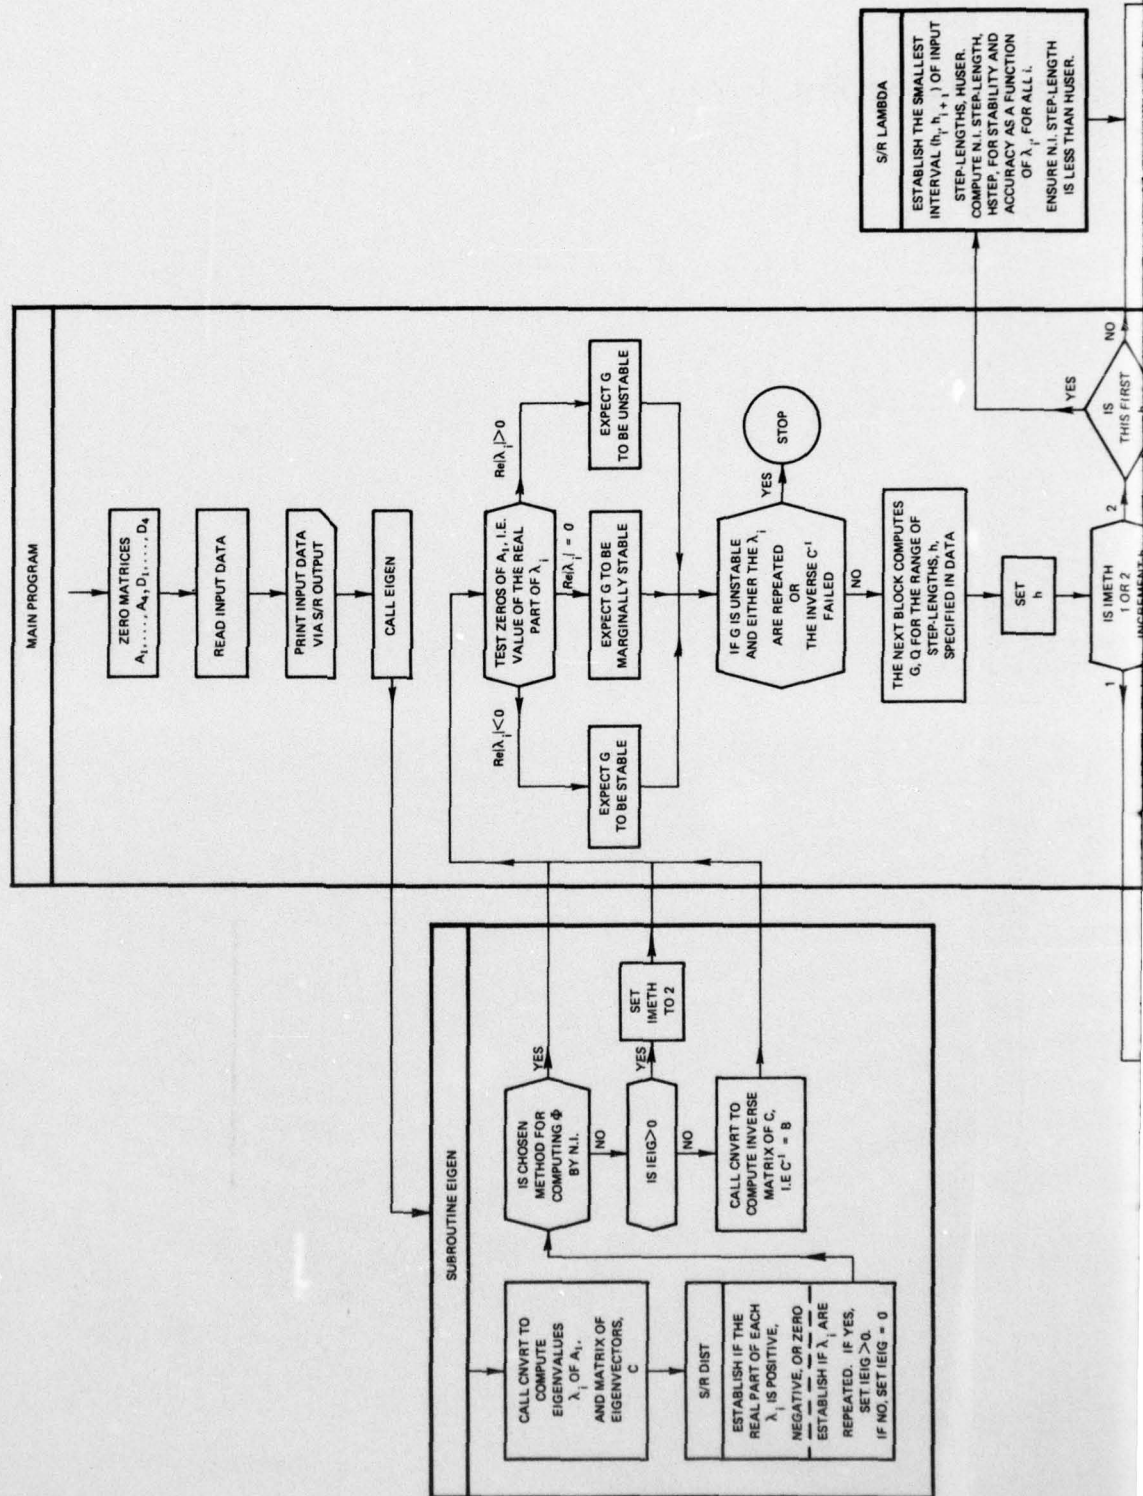 MAIN PROGRAM
ZERO MATRICES
A₁, . . . , A₄, D₁, . . . , D₄
READ INPUT DATA
PRINT INPUT DATA
VIA S/R OUTPUT
CALL EIGEN
TEST ZEROS OF A₁, I.E.
VALUE OF THE REAL
PART OF λᵢ
Re|λᵢ|<0
Re|λᵢ| = 0
Re|λᵢ|>0
EXPECT G
TO BE STABLE
EXPECT G TO BE
MARGINALLY STABLE
EXPECT G
TO BE UNSTABLE
IF G IS UNSTABLE
AND EITHER THE λᵢ
ARE REPEATED
OR
THE INVERSE C⁻¹
FAILED
YES
STOP
NO
THE NEXT BLOCK COMPUTES
G, Q FOR THE RANGE OF
STEP-LENGTHS, h,
SPECIFIED IN DATA
SET
h
IS IMETH
1 OR 2
1
2
INCREMENT h
IS
THIS FIRST
YES
NO
SUBROUTINE EIGEN
CALL CNVRT TO
COMPUTE
EIGENVALUES
λᵢ OF A₁.
AND MATRIX OF
EIGENVECTORS,
C
S/R DIST
ESTABLISH IF THE
REAL PART OF EACH
λᵢ IS POSITIVE,
NEGATIVE, OR ZERO
ESTABLISH IF λᵢ ARE
REPEATED. IF YES,
SET IEIG >0.
IF NO, SET IEIG = 0
IS CHOSEN
METHOD FOR
COMPUTING Φ
BY N.I.
YES
NO
IS IEIG>0
YES
SET
IMETH
TO 2
NO
CALL CNVRT TO
COMPUTE INVERSE
MATRIX OF C,
I.E C⁻¹ = B
S/R LAMBDA
ESTABLISH THE SMALLEST
INTERVAL (hᵢ, hᵢ₊₁) OF INPUT
STEP-LENGTHS, HUSER.
COMPUTE N.I. STEP-LENGTH,
HSTEP, FOR STABILITY AND
ACCURACY AS A FUNCTION
OF λᵢ, FOR ALL i.
ENSURE N.I. STEP-LENGTH
IS LESS THAN HUSER.